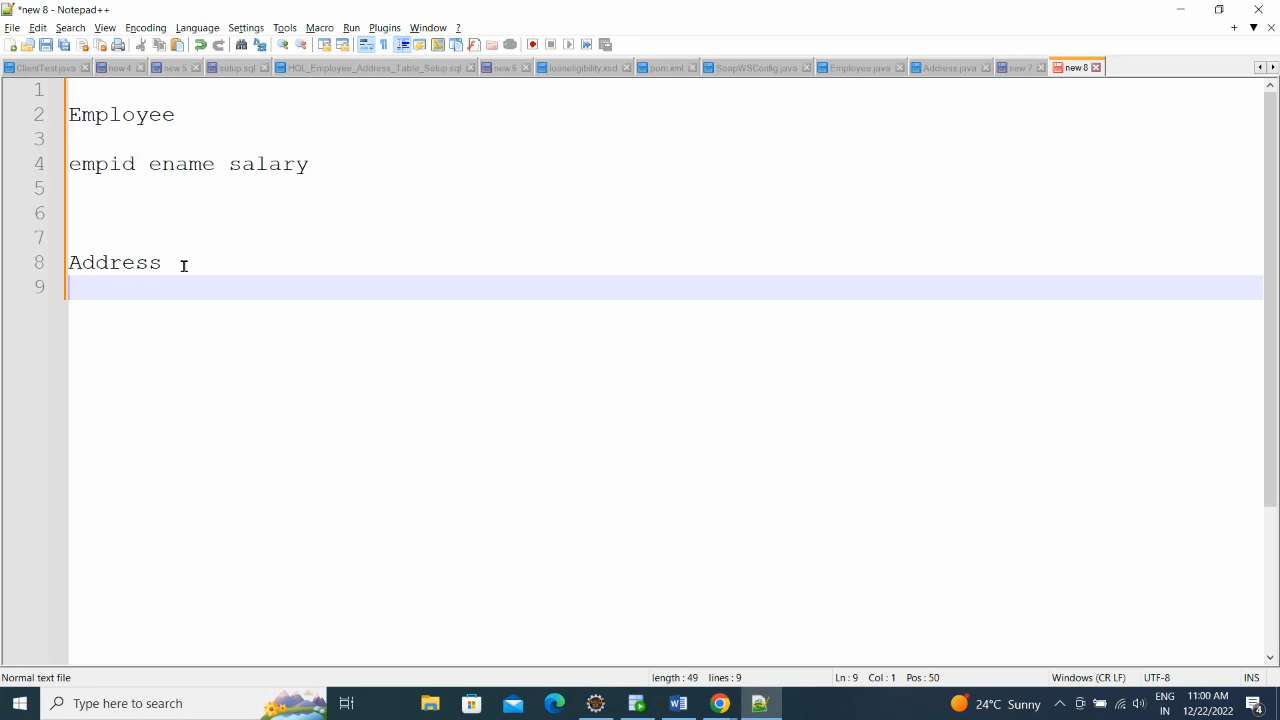 *new 8 - Notepad++
File Edit Search View Encoding Language Settings Tools Macro Run Plugins Window ?
ClientTest.java new 4 new 5 setup.sql HQL_Employee_Address_Table_Setup.sql new 6 loaneligibility.xsd pom.xml SoapWSConfig.java Employee.java Address.java new 7 new 8
1
2 Employee
3
4 empid ename salary
5
6
7
8 Address
9
Normal text file length : 49 lines : 9 Ln : 9 Col : 1 Pos : 50 Windows (CR LF) UTF-8 INS
Type here to search 24°C Sunny ENG IN 11:00 AM 12/22/2022 4